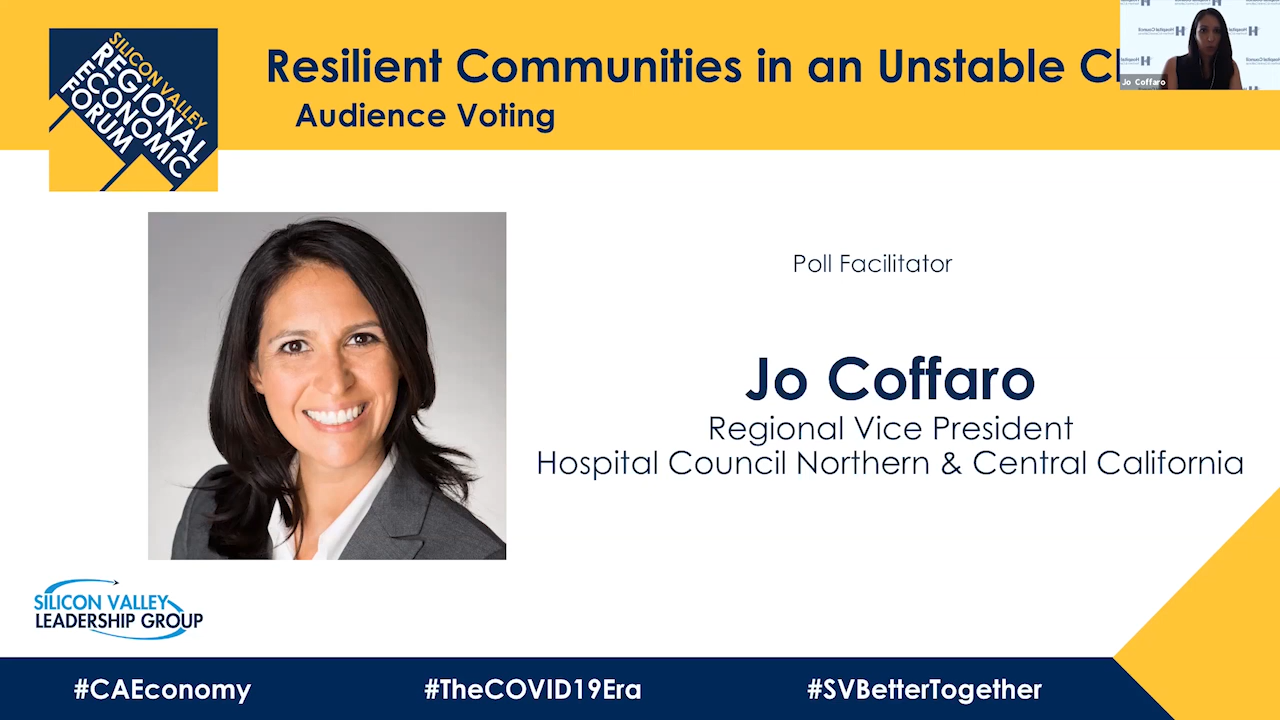 SILICON VALLEY
REGIONAL
ECONOMIC
FORUM
Resilient Communities in an Unstable
Audience Voting
Jo Coffaro
Poll Facilitator
Jo Coffaro
Regional Vice President
Hospital Council Northern & Central California
SILICON VALLEY
LEADERSHIP GROUP
#CAEconomy
#TheCOVID19Era
#SVBetterTogether